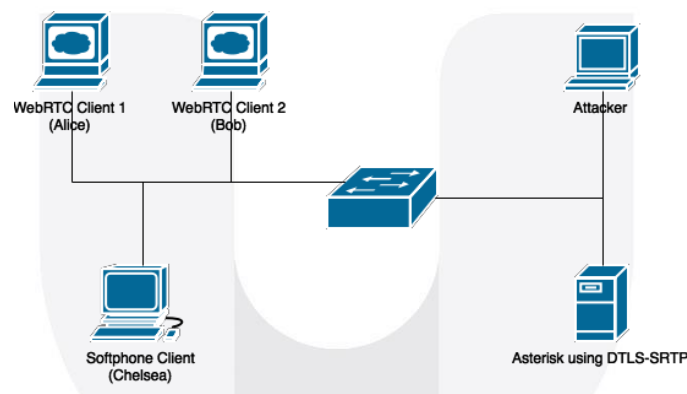 WebRTC Client 1
(Alice)
WebRTC Client 2
(Bob)
Attacker
Softphone Client
(Chelsea)
Asterisk using DTLS-SRTP